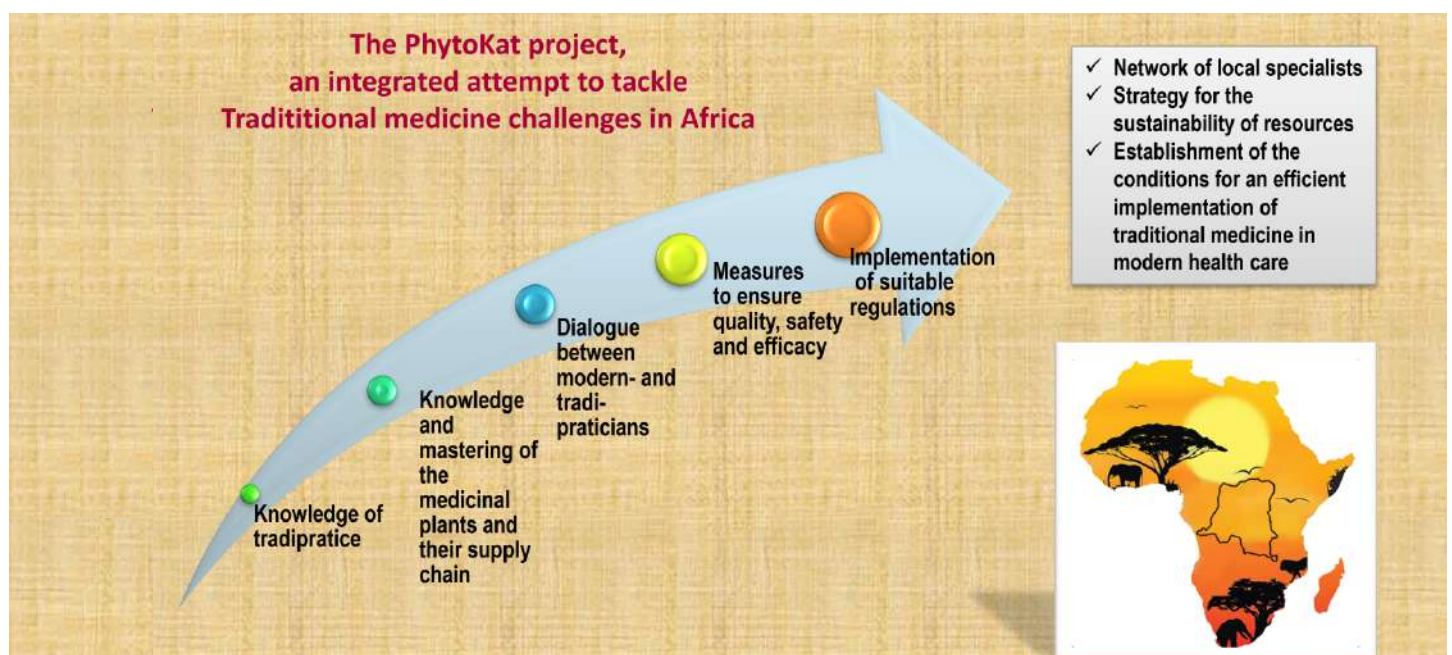 The PhytoKat project,
an integrated attempt to tackle
Tradititional medicine challenges in Africa
✓ Network of local specialists
✓ Strategy for the
sustainability of resources
✓ Establishment of the
conditions for an efficient
implementation of
traditional medicine in
modern health care
Knowledge of
tradipratice
Knowledge
and
mastering of
the
medicinal
plants and
their supply
chain
Dialogue
between
modern- and
tradi-
praticians
Measures
to ensure
quality, safety
and efficacy
Implementation
of suitable
regulations